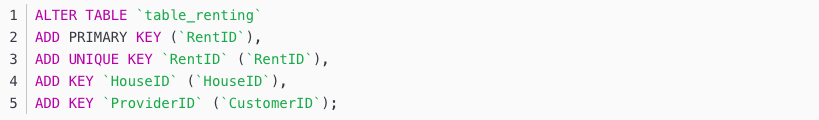 1 ALTER TABLE `table_renting`
2 ADD PRIMARY KEY (`RentID`),
3 ADD UNIQUE KEY `RentID` (`RentID`),
4 ADD KEY `HouseID` (`HouseID`),
5 ADD KEY `ProviderID` (`CustomerID`);